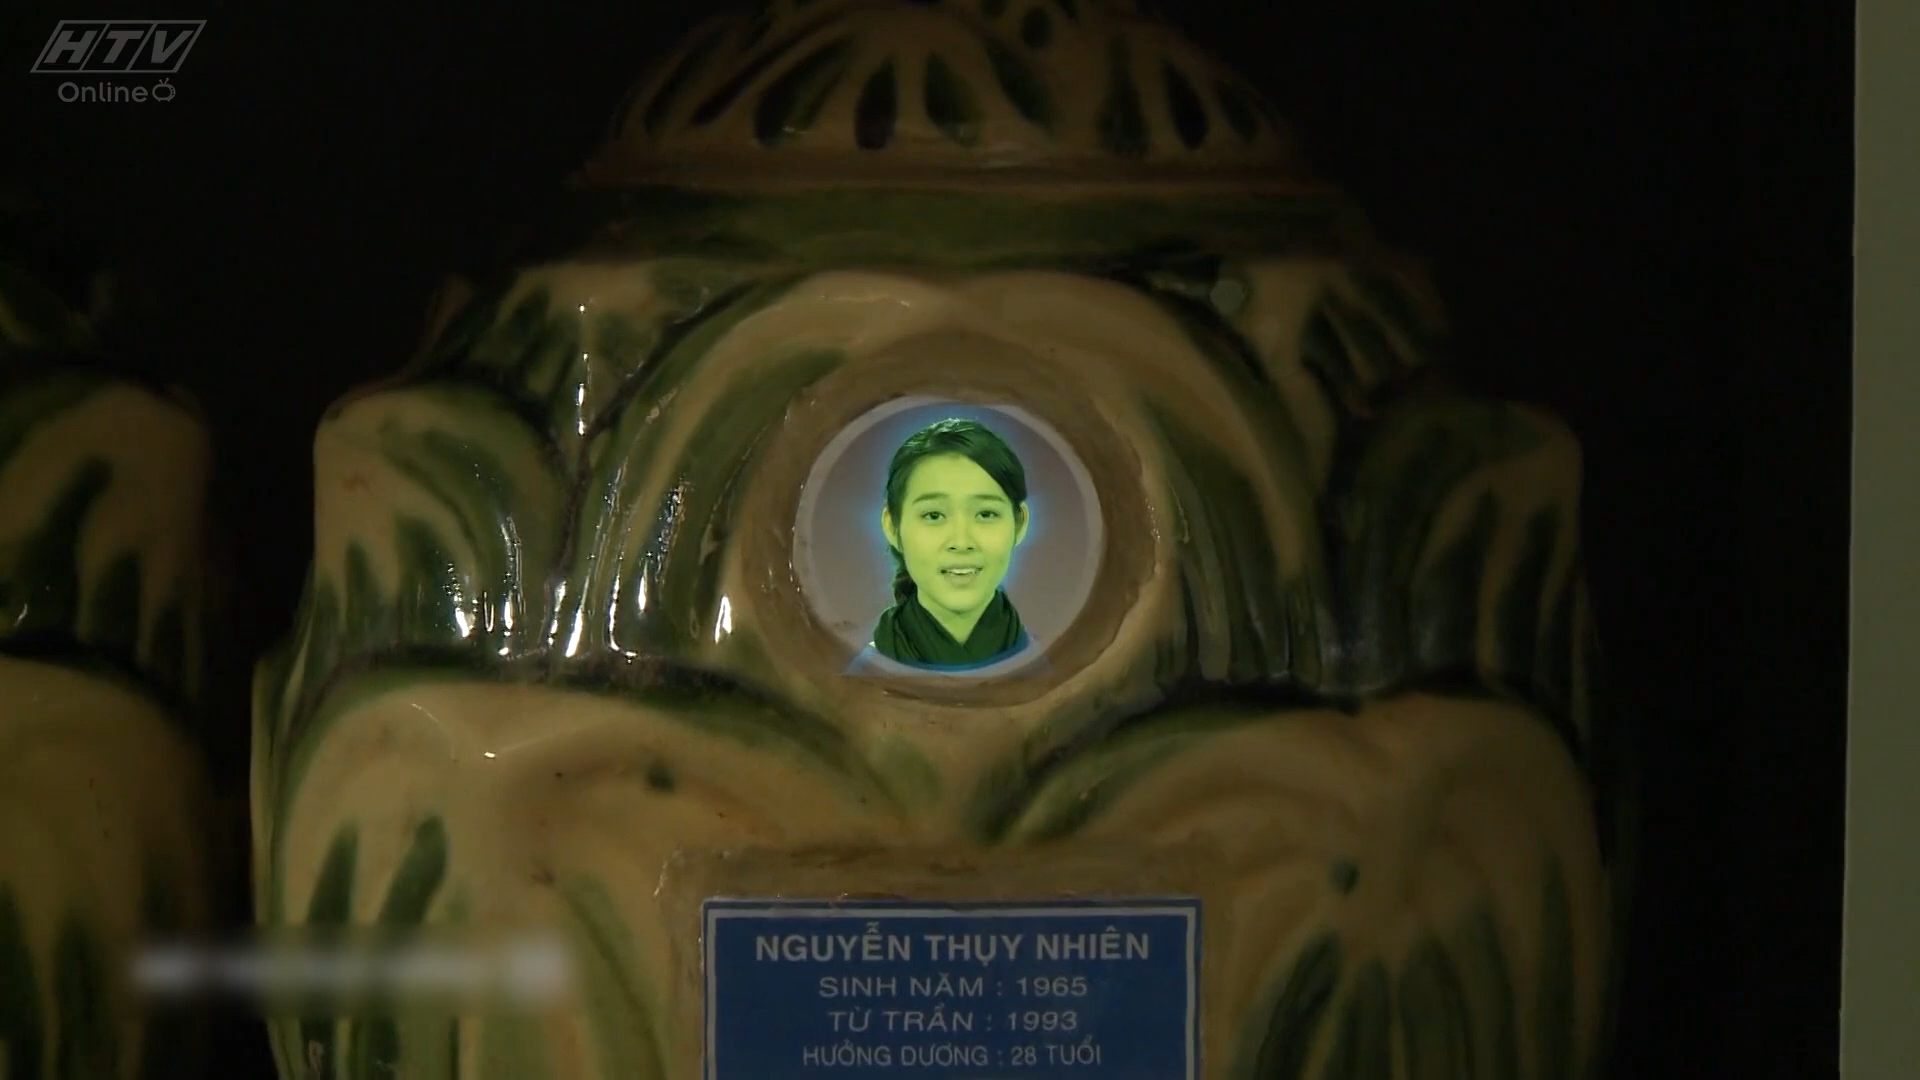 HTV
Online
NGUYỄN THỤY NHIÊN
SINH NĂM : 1965
TỪ TRẦN : 1993
HƯỞNG DƯƠNG : 28 TUỔI